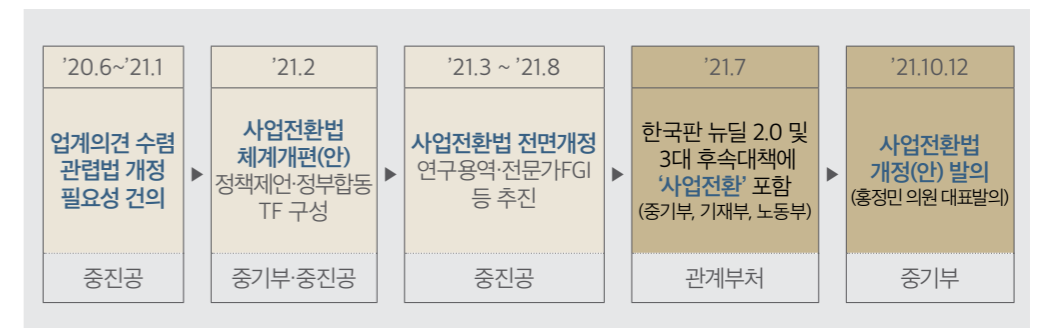 ’20.6~’21.1
업계의견 수렴
관련법 개정
필요성 건의
중진공
’21.2
사업전환법
체계개편(안)
정책제언·정부합동
TF 구성
중기부·중진공
’21.3 ~ ’21.8
사업전환법 전면개정
연구용역·전문가FGI
등 추진
중진공
’21.7
한국판 뉴딜 2.0 및
3대 후속대책에
‘사업전환’ 포함
(중기부, 기재부, 노동부)
관계부처
’21.10.12
사업전환법
개정(안) 발의
(홍정민 의원 대표발의)
중기부